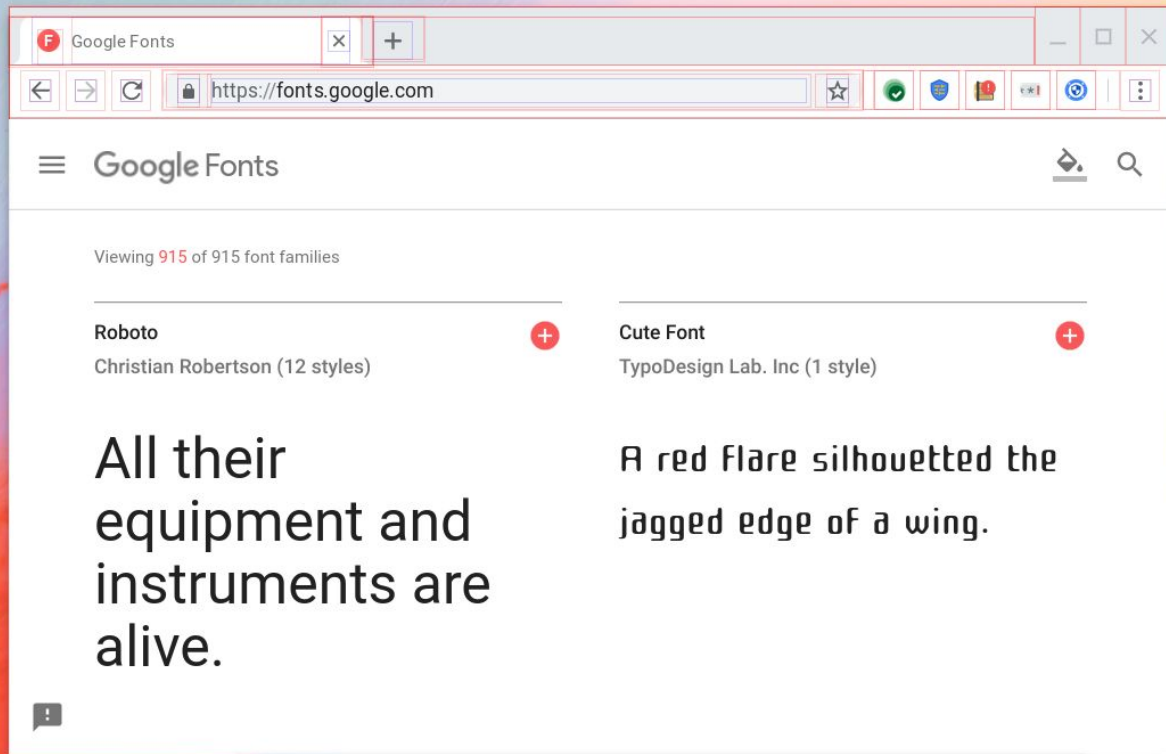 Google Fonts
https://fonts.google.com
Google Fonts
Viewing 915 of 915 font families
Roboto
Christian Robertson (12 styles)
All their
equipment and
instruments are
alive.
Cute Font
TypoDesign Lab. Inc (1 style)
A red flare silhouetted the
jagged edge of a wing.